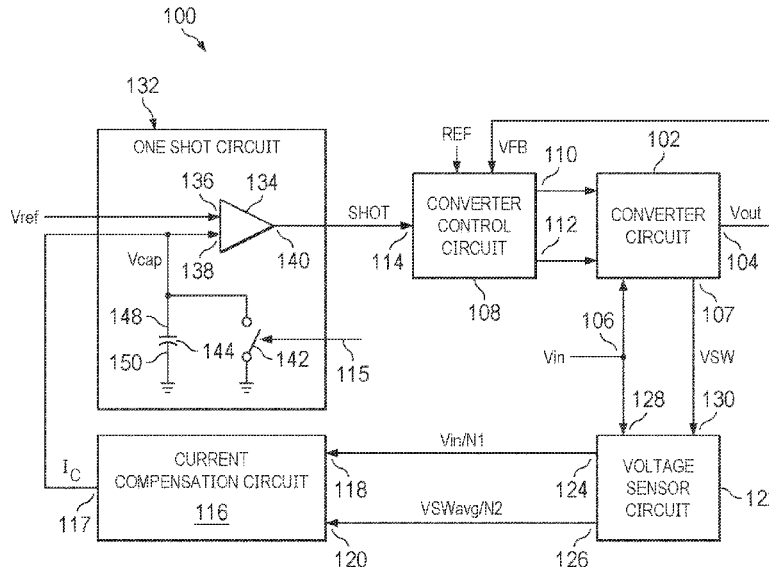 100
132
ONE SHOT CIRCUIT
136
134
Vref
138
140
Vcap
148
144
150
142
115
SHOT
REF
VFB
110
102
CONVERTER
CONTROL
CIRCUIT
114
112
108
CONVERTER
CIRCUIT
Vout
104
106
107
Vin
VSW
128
130
IC
117
CURRENT
COMPENSATION CIRCUIT
116
118
120
Vin/N1
124
VSWavg/N2
126
VOLTAGE
SENSOR
CIRCUIT